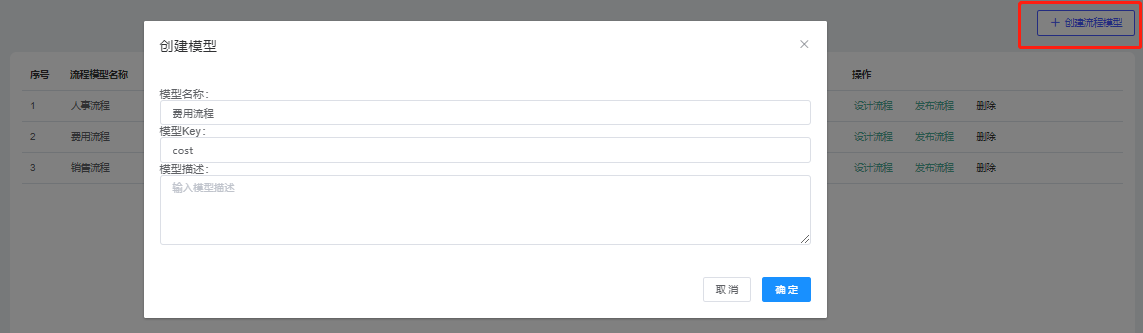 + 创建流程模型
创建模型
序号 流程模型名称 操作
模型名称:
1 人事流程 费用流程 设计流程 发布流程 删除
模型Key:
2 费用流程 cost 设计流程 发布流程 删除
模型描述:
3 销售流程 输入模型描述 设计流程 发布流程 删除
取消 确定